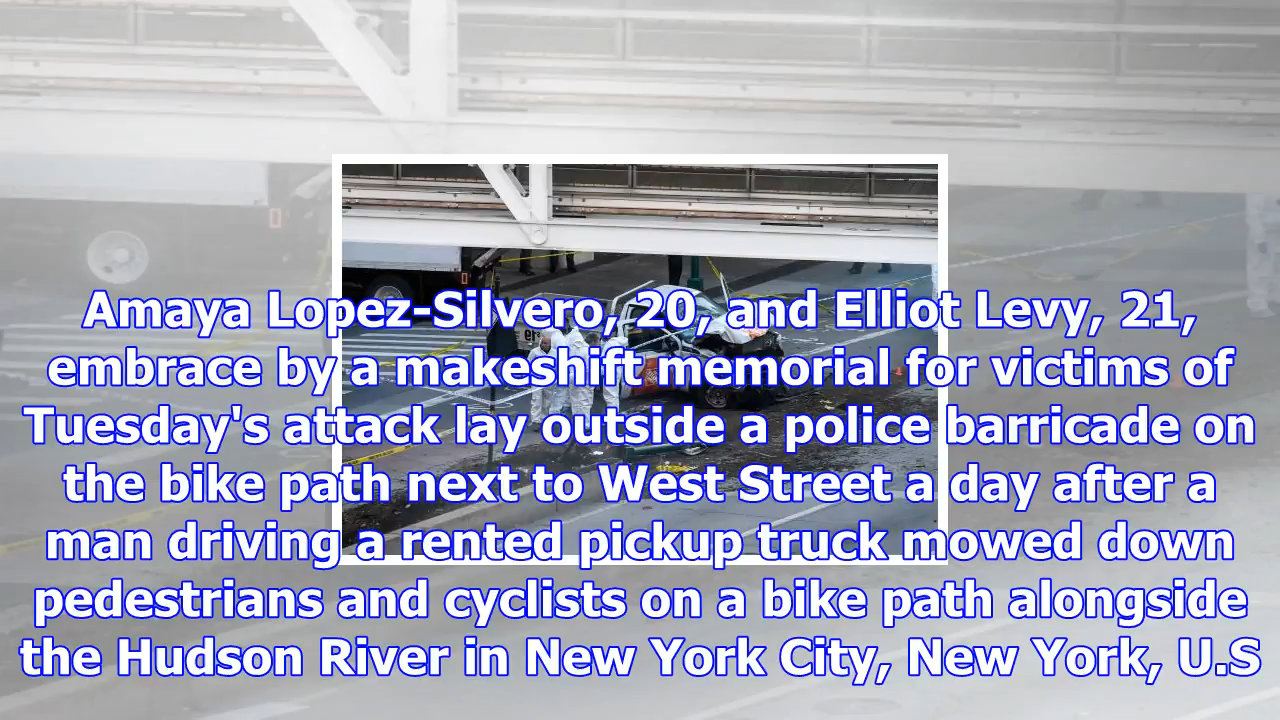 Amaya Lopez-Silvero, 20, and Elliot Levy, 21,
embrace by a makeshift memorial for victims of
Tuesday's attack lay outside a police barricade on
the bike path next to West Street a day after a
man driving a rented pickup truck mowed down
pedestrians and cyclists on a bike path alongside
the Hudson River in New York City, New York, U.S